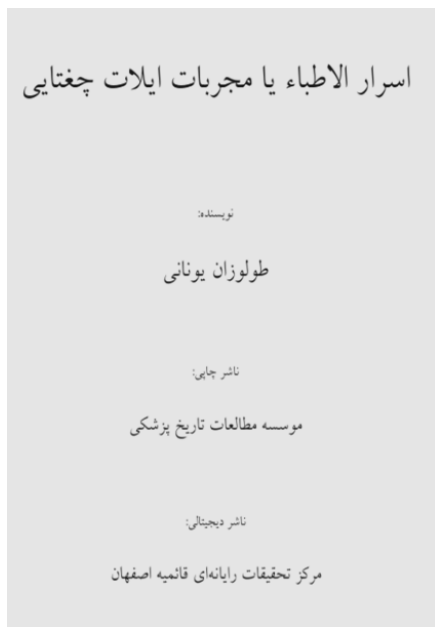 اسرار الاطباء یا مجربات ایلات چغتایی
نویسنده:
طولوزان یونانی
ناشر چاپی:
موسسه مطالعات تاریخ پزشکی
ناشر دیجیتالی:
مرکز تحقیقات رایانه‌ای قائمیه اصفهان